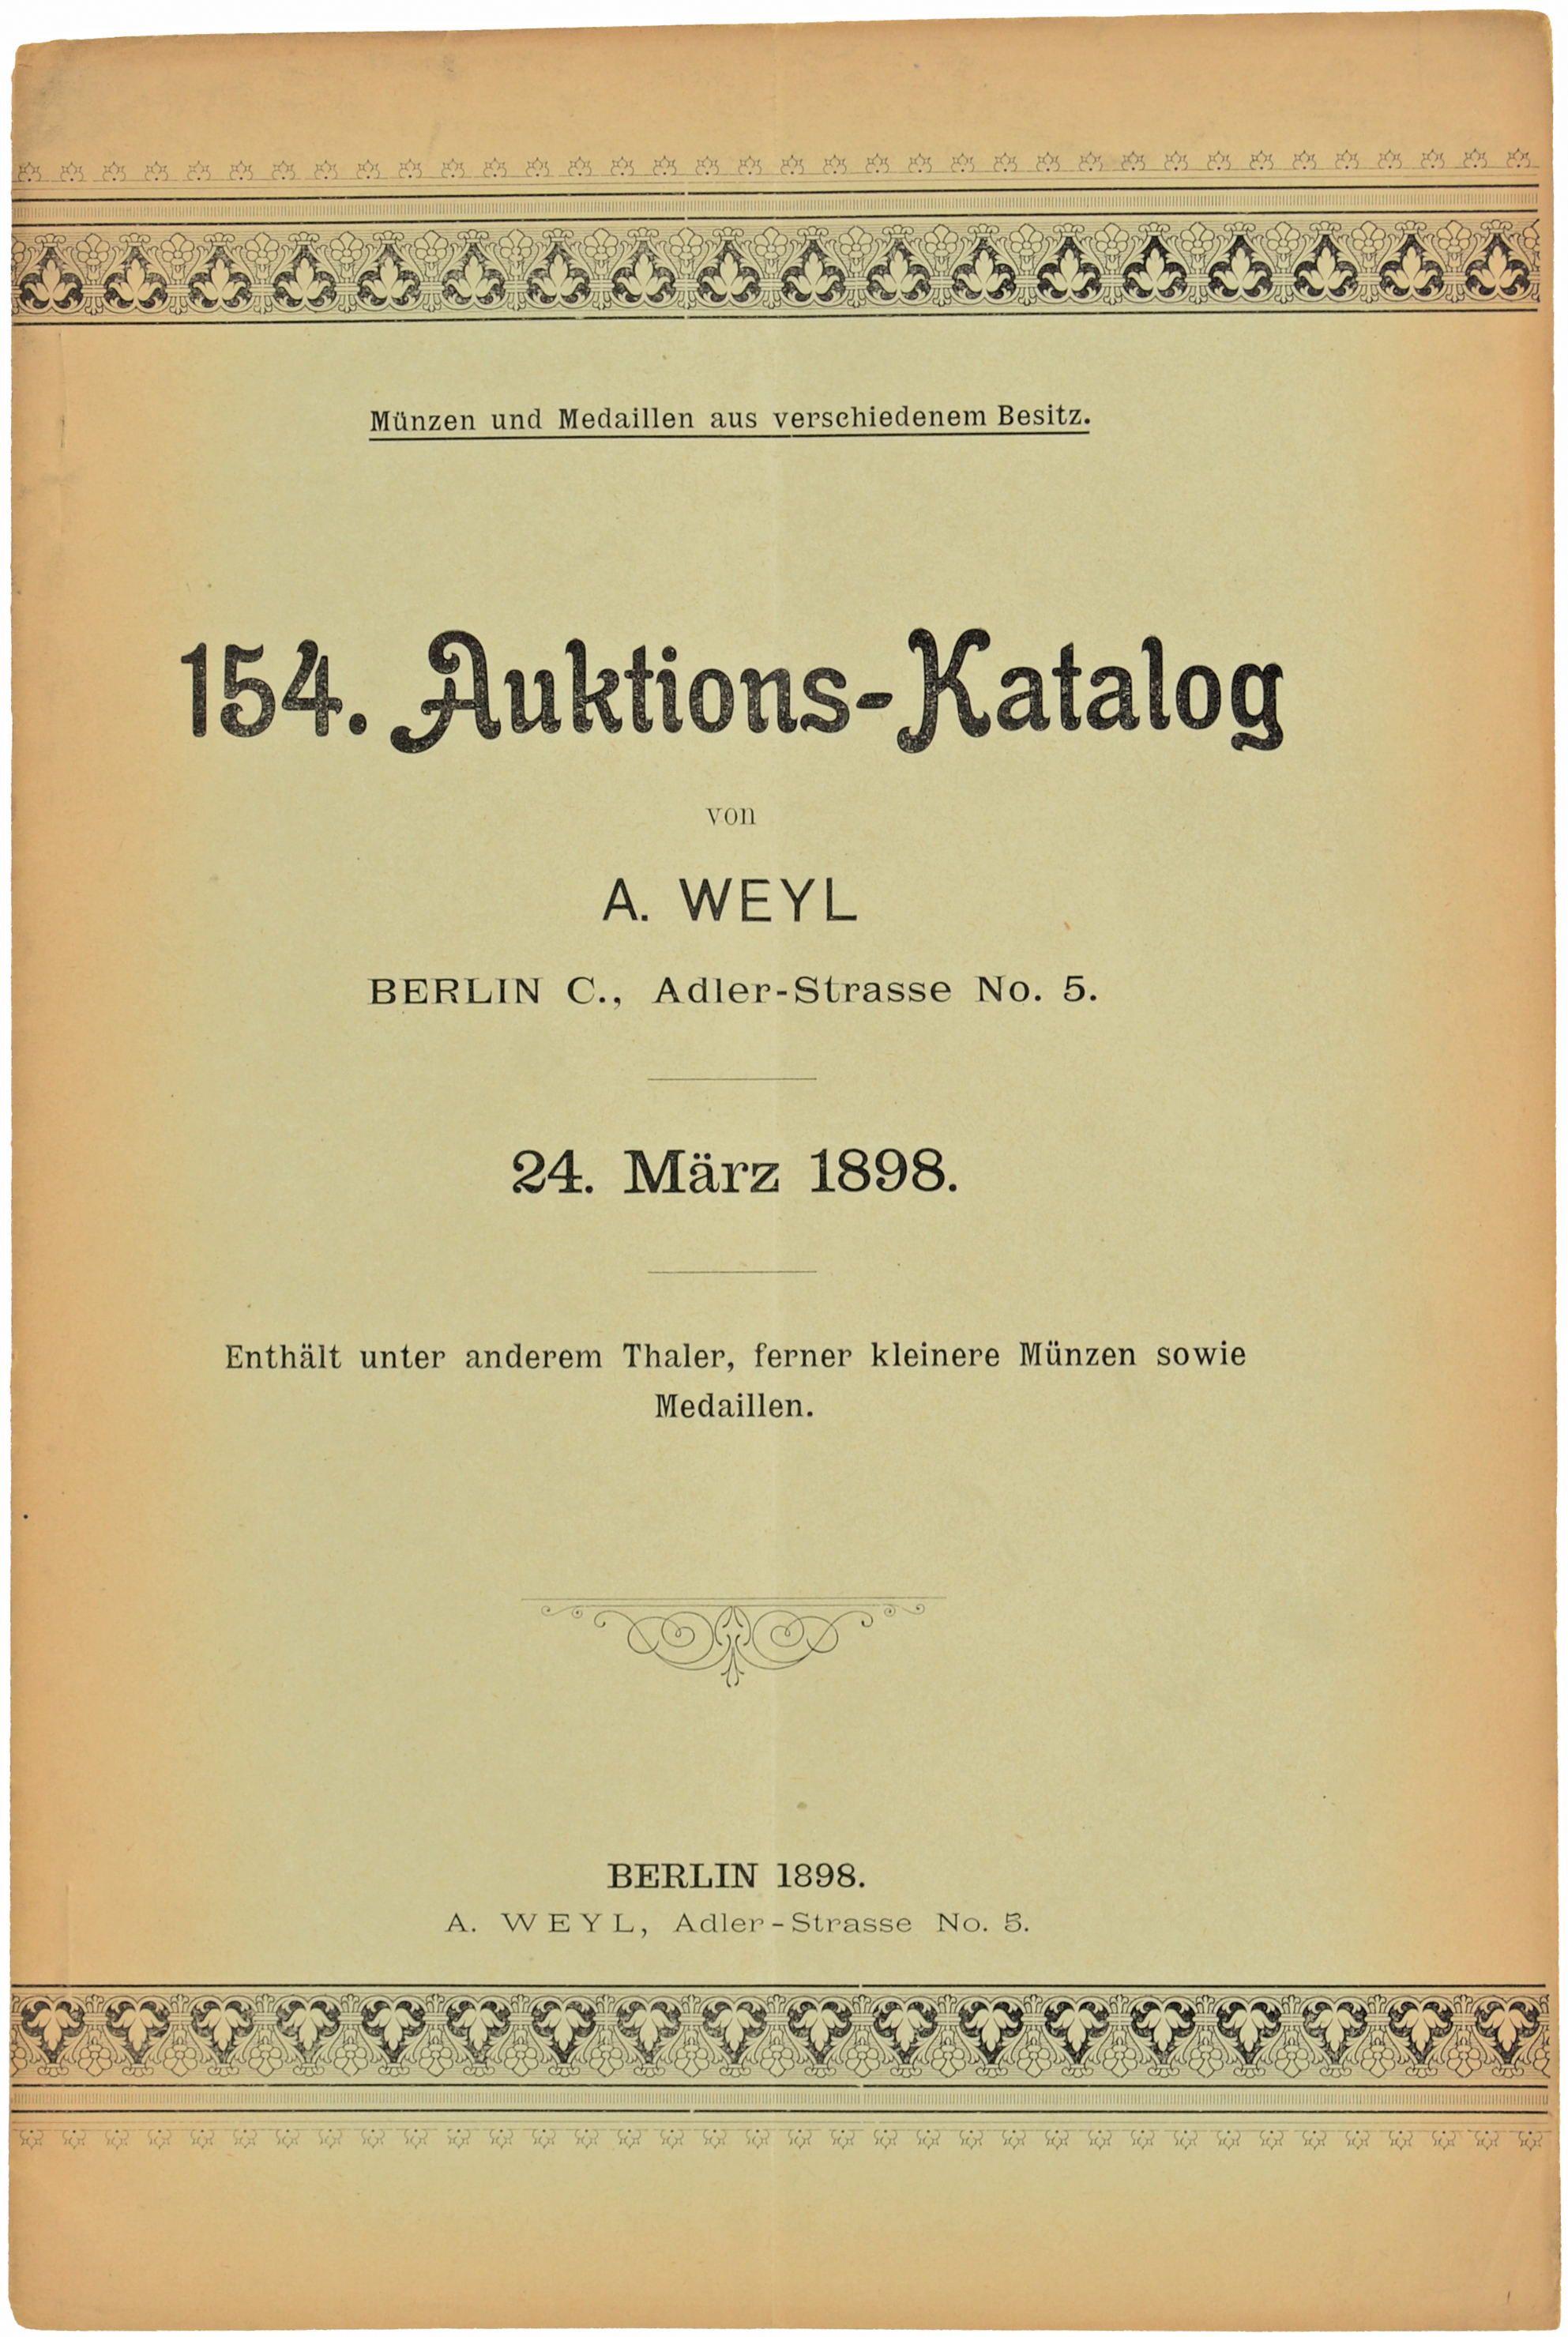 Münzen und Medaillen aus verschiedenem Besitz.
154. Auktions-Katalog
von
A. WEYL
BERLIN C., Adler-Strasse No. 5.
24. März 1898.
Enthält unter anderem Thaler, ferner kleinere Münzen sowie
Medaillen.
BERLIN 1898.
A. WEYL, Adler-Strasse No. 5.